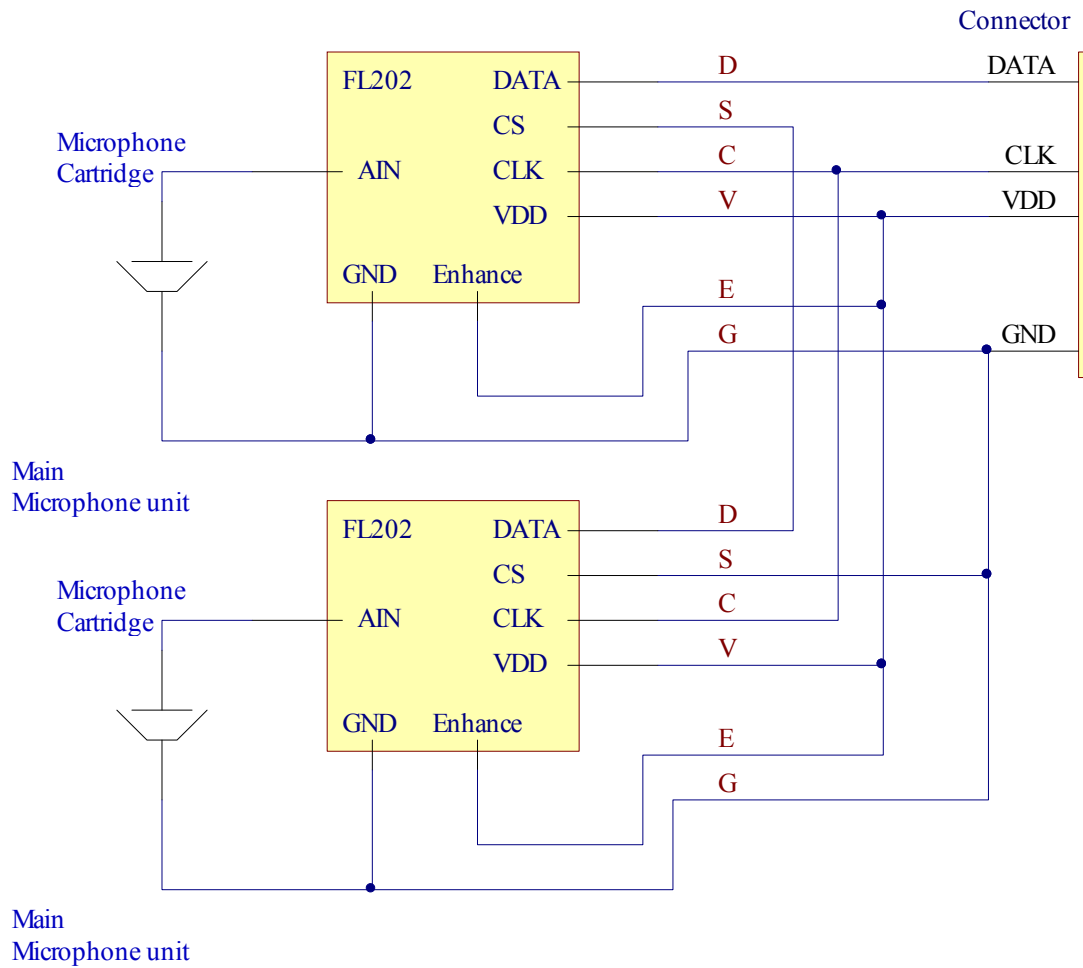 Connector
FL202
DATA
D
DATA
CS
S
Microphone
Cartridge
AIN
CLK
C
CLK
VDD
V
VDD
GND
Enhance
E
G
GND
Main
Microphone unit
FL202
DATA
D
CS
S
Microphone
Cartridge
AIN
CLK
C
VDD
V
GND
Enhance
E
G
Main
Microphone unit